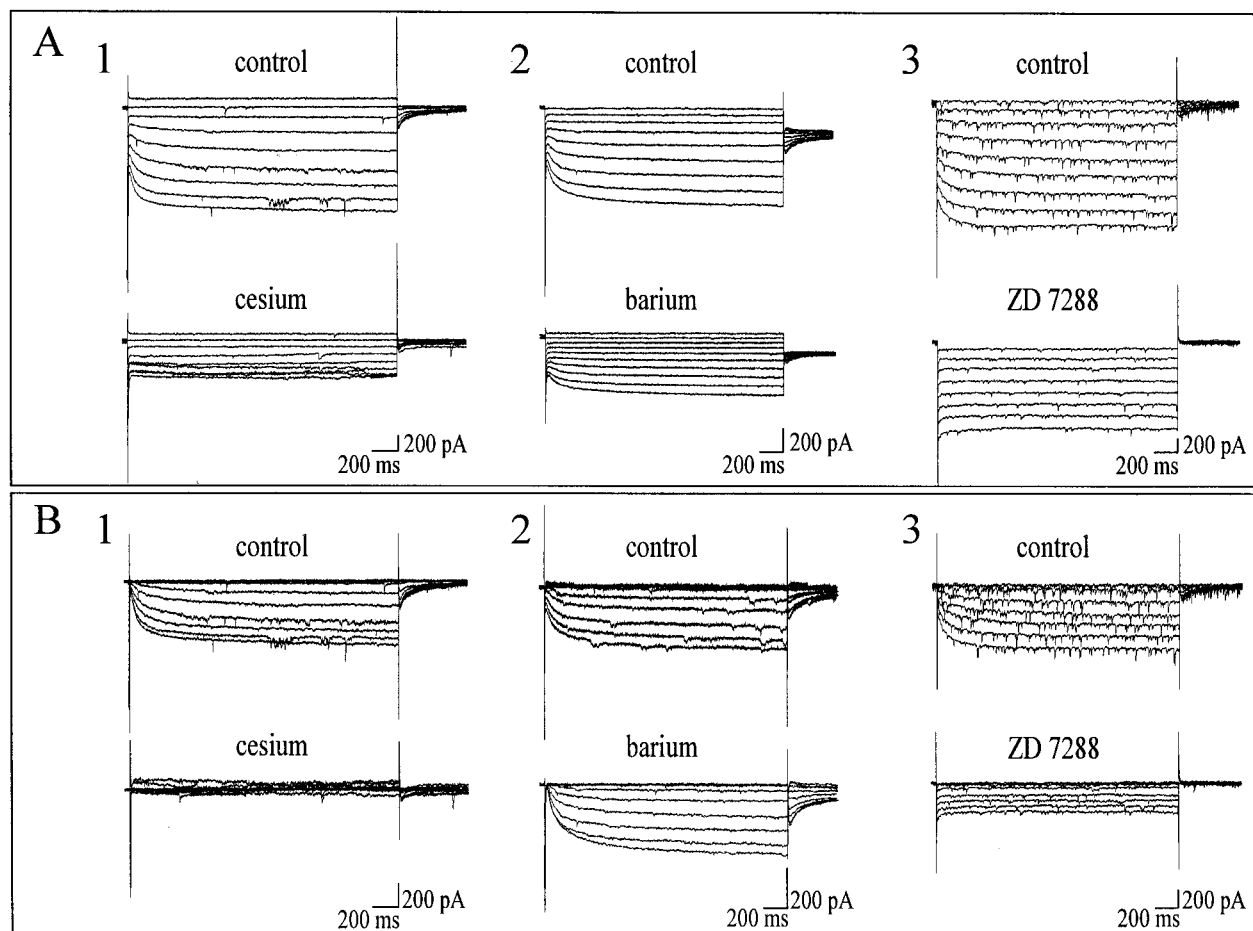 A
1
control
2
control
3
control
cesium
barium
ZD 7288
200 pA
200 ms
200 pA
200 ms
200 pA
200 ms
B
1
control
2
control
3
control
cesium
barium
ZD 7288
200 pA
200 ms
200 pA
200 ms
200 pA
200 ms